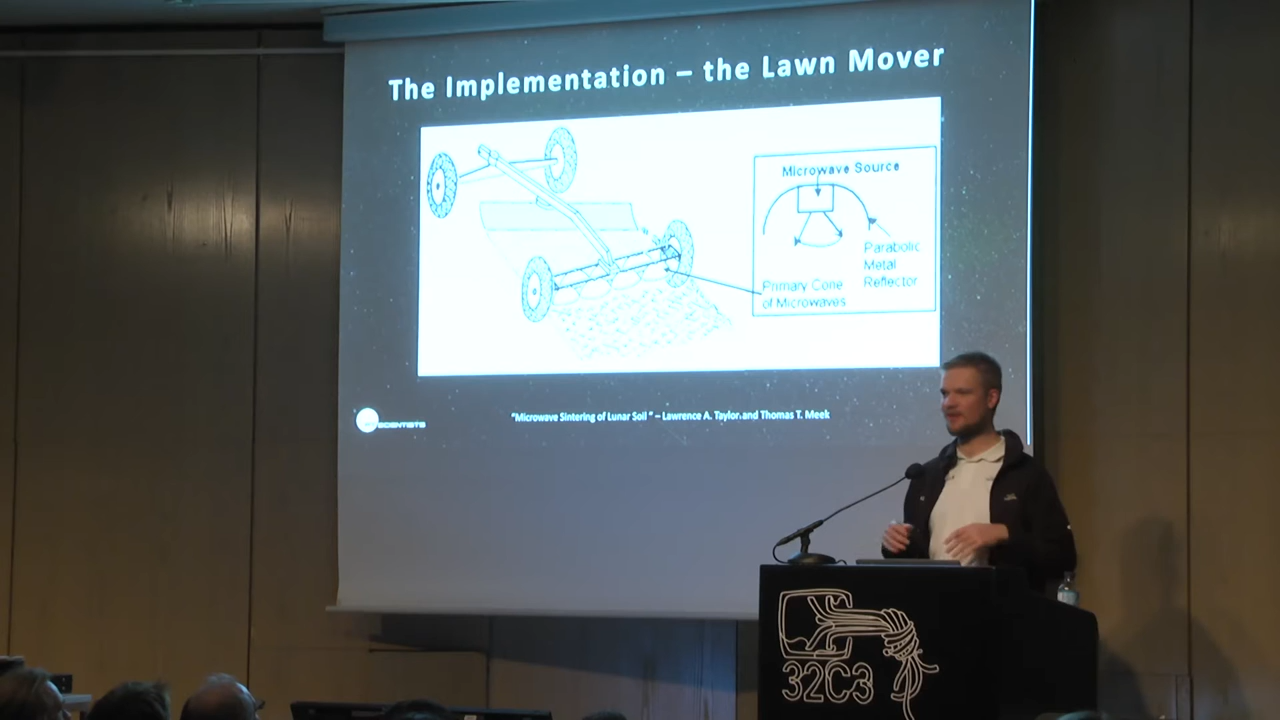 The Implementation – the Lawn Mover
Microwave Source
Parabolic
Metal
Reflector
Primary Cone
of Microwaves
"Microwave Sintering of Lunar Soil " – Lawrence A. Taylor and Thomas T. Meek
SCIENTISTS
32C3